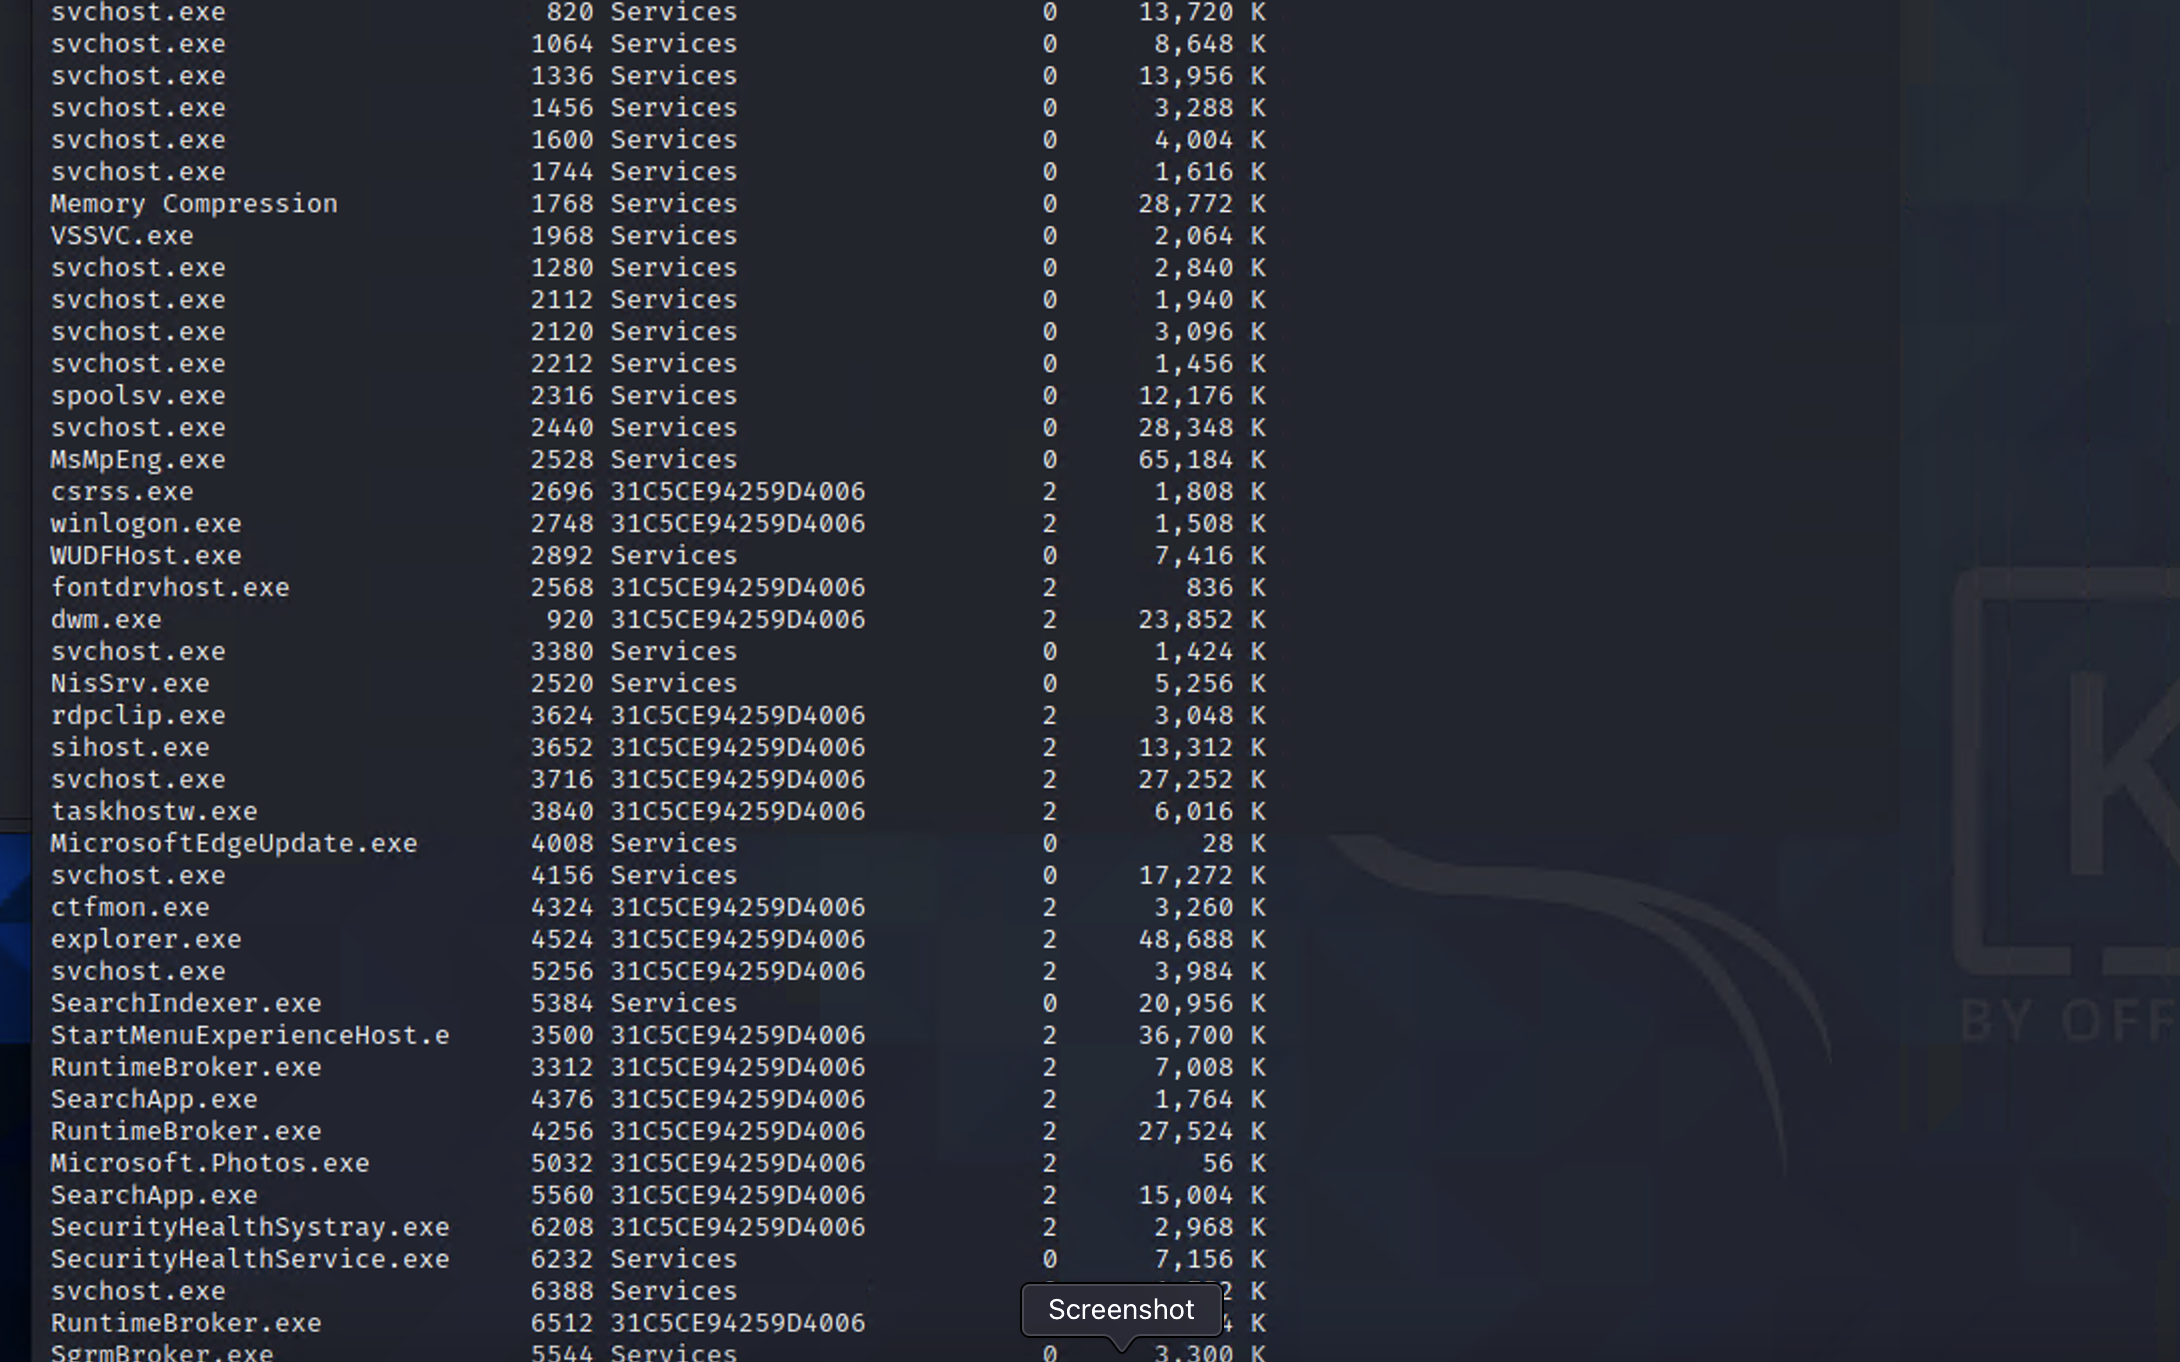 svchost.exe 820 Services 0 13,720 K
svchost.exe 1064 Services 0 8,648 K
svchost.exe 1336 Services 0 13,956 K
svchost.exe 1456 Services 0 3,288 K
svchost.exe 1600 Services 0 4,004 K
svchost.exe 1744 Services 0 1,616 K
Memory Compression 1768 Services 0 28,772 K
VSSVC.exe 1968 Services 0 2,064 K
svchost.exe 1280 Services 0 2,840 K
svchost.exe 2112 Services 0 1,940 K
svchost.exe 2120 Services 0 3,096 K
svchost.exe 2212 Services 0 1,456 K
spoolsv.exe 2316 Services 0 12,176 K
svchost.exe 2440 Services 0 28,348 K
MsMpEng.exe 2528 Services 0 65,184 K
csrss.exe 2696 31C5CE94259D4006 2 1,808 K
winlogon.exe 2748 31C5CE94259D4006 2 1,508 K
WUDFHost.exe 2892 Services 0 7,416 K
fontdrvhost.exe 2568 31C5CE94259D4006 2 836 K
dwm.exe 920 31C5CE94259D4006 2 23,852 K
svchost.exe 3380 Services 0 1,424 K
NisSrv.exe 2520 Services 0 5,256 K
rdpclip.exe 3624 31C5CE94259D4006 2 3,048 K
sihost.exe 3652 31C5CE94259D4006 2 13,312 K
svchost.exe 3716 31C5CE94259D4006 2 27,252 K
taskhostw.exe 3840 31C5CE94259D4006 2 6,016 K
MicrosoftEdgeUpdate.exe 4008 Services 0 28 K
svchost.exe 4156 Services 0 17,272 K
ctfmon.exe 4324 31C5CE94259D4006 2 3,260 K
explorer.exe 4524 31C5CE94259D4006 2 48,688 K
svchost.exe 5256 31C5CE94259D4006 2 3,984 K
SearchIndexer.exe 5384 Services 0 20,956 K
StartMenuExperienceHost.e 3500 31C5CE94259D4006 2 36,700 K
RuntimeBroker.exe 3312 31C5CE94259D4006 2 7,008 K
SearchApp.exe 4376 31C5CE94259D4006 2 1,764 K
RuntimeBroker.exe 4256 31C5CE94259D4006 2 27,524 K
Microsoft.Photos.exe 5032 31C5CE94259D4006 2 56 K
SearchApp.exe 5560 31C5CE94259D4006 2 15,004 K
SecurityHealthSystray.exe 6208 31C5CE94259D4006 2 2,968 K
SecurityHealthService.exe 6232 Services 0 7,156 K
svchost.exe 6388 Services K
RuntimeBroker.exe 6512 31C5CE94259D4006 K
SgrmBroker.exe 5544 Services 0 3,300 K
Screenshot
K
BY OFF